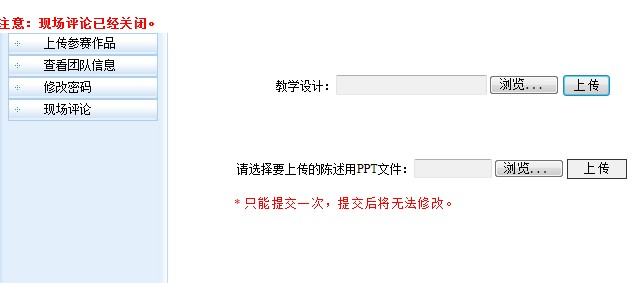 注意：现场评论已经关闭。
上传参赛作品
查看团队信息
修改密码
现场评论
教学设计： 浏览... 上传
请选择要上传的陈述用PPT文件： 浏览... 上传
* 只能提交一次，提交后将无法修改。